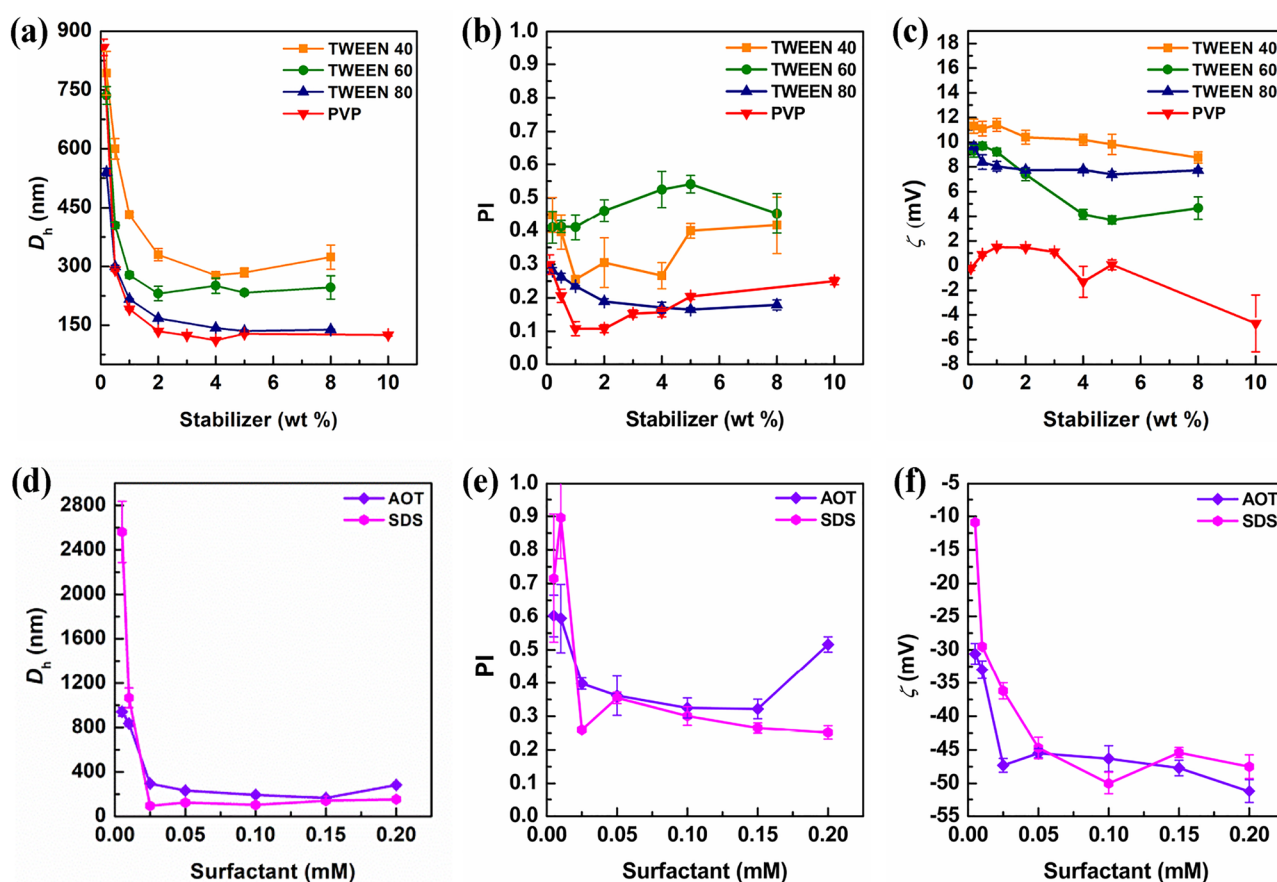 (a)
900
750
600
450
300
150
0 2 4 6 8 10
Dh (nm)
Stabilizer (wt %)
TWEEN 40
TWEEN 60
TWEEN 80
PVP
(b)
1.0
0.9
0.8
0.7
0.6
0.5
0.4
0.3
0.2
0.1
0.0
0 2 4 6 8 10
PI
Stabilizer (wt %)
TWEEN 40
TWEEN 60
TWEEN 80
PVP
(c)
18
16
14
12
10
8
6
4
2
0
-2
-4
-6
-8
0 2 4 6 8 10
ζ (mV)
Stabilizer (wt %)
TWEEN 40
TWEEN 60
TWEEN 80
PVP
(d)
2800
2400
2000
1600
1200
800
400
0
0.00 0.05 0.10 0.15 0.20
Dh (nm)
Surfactant (mM)
AOT
SDS
(e)
1.0
0.9
0.8
0.7
0.6
0.5
0.4
0.3
0.2
0.1
0.0
0.00 0.05 0.10 0.15 0.20
PI
Surfactant (mM)
AOT
SDS
(f)
-5
-10
-15
-20
-25
-30
-35
-40
-45
-50
-55
0.00 0.05 0.10 0.15 0.20
ζ (mV)
Surfactant (mM)
AOT
SDS